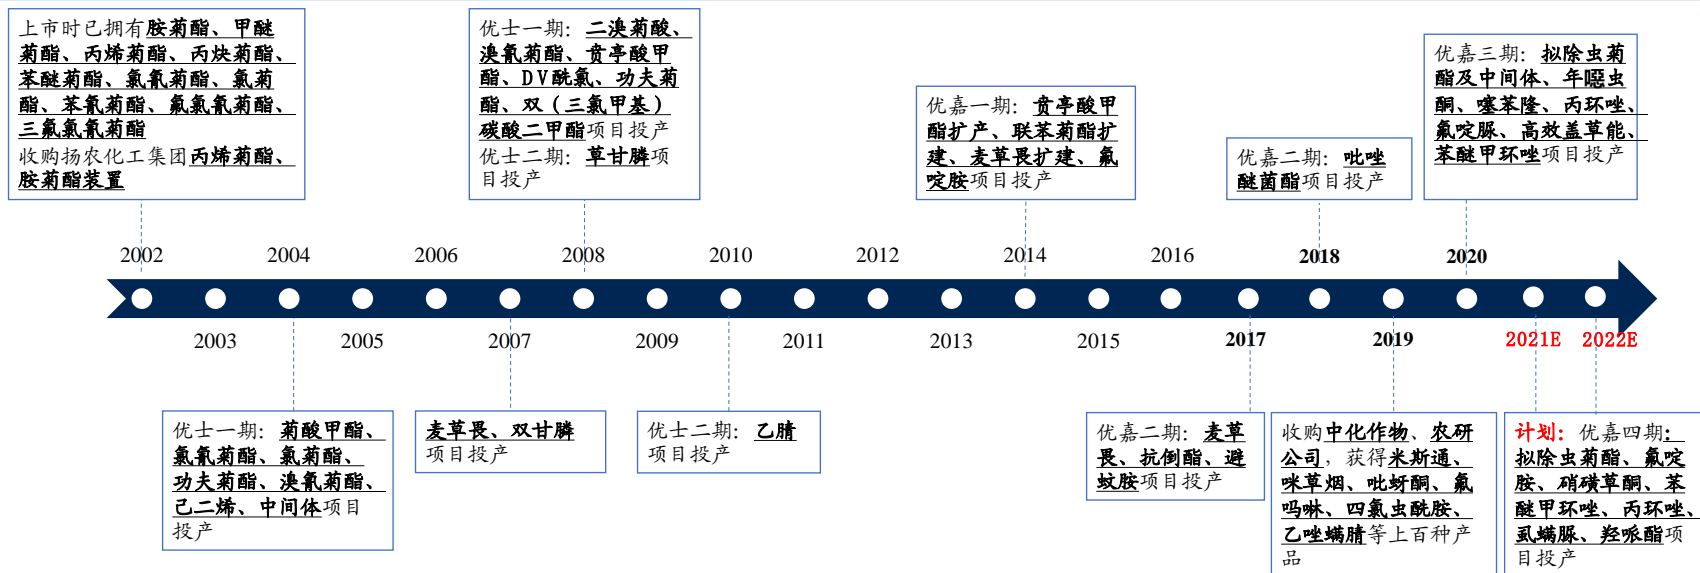 上市时已拥有胺菊酯、甲醚
菊酯、丙烯菊酯、丙炔菊酯、
苯醚菊酯、氯氰菊酯、氯菊
酯、苯氰菊酯、氟氯氰菊酯、
三氟氯氰菊酯
收购扬农化工集团丙烯菊酯、
胺菊酯装置
优士一期：二溴菊酸、
溴氰菊酯、贲亭酸甲
酯、DV酰氯、功夫菊
酯、双（三氯甲基）
碳酸二甲酯项目投产
优士二期：草甘膦项
目投产
优嘉一期：贲亭酸甲
酯扩产、联苯菊酯扩
建、麦草畏扩建、氟
啶胺项目投产
优嘉二期：吡唑
醚菌酯项目投产
优嘉三期：拟除虫菊
酯及中间体、年噁虫
酮、噻苯隆、丙环唑、
氟啶脲、高效盖草能、
苯醚甲环唑项目投产
2002
2004
2006
2008
2010
2012
2014
2016
2018
2020
2003
2005
2007
2009
2011
2013
2015
2017
2019
2021E
2022E
优士一期：菊酸甲酯、
氯氰菊酯、氯菊酯、
功夫菊酯、溴氰菊酯、
己二烯、中间体项目
投产
麦草畏、双甘膦
项目投产
优士二期：乙腈
项目投产
优嘉二期：麦草
畏、抗倒酯、避
蚊胺项目投产
收购中化作物、农研
公司，获得米斯通、
咪草烟、吡蚜酮、氟
吗啉、四氯虫酰胺、
乙唑螨腈等上百种产
品
计划：优嘉四期：
拟除虫菊酯、氟啶
胺、硝磺草酮、苯
醚甲环唑、丙环唑、
虱螨脲、羟哌酯项
目投产